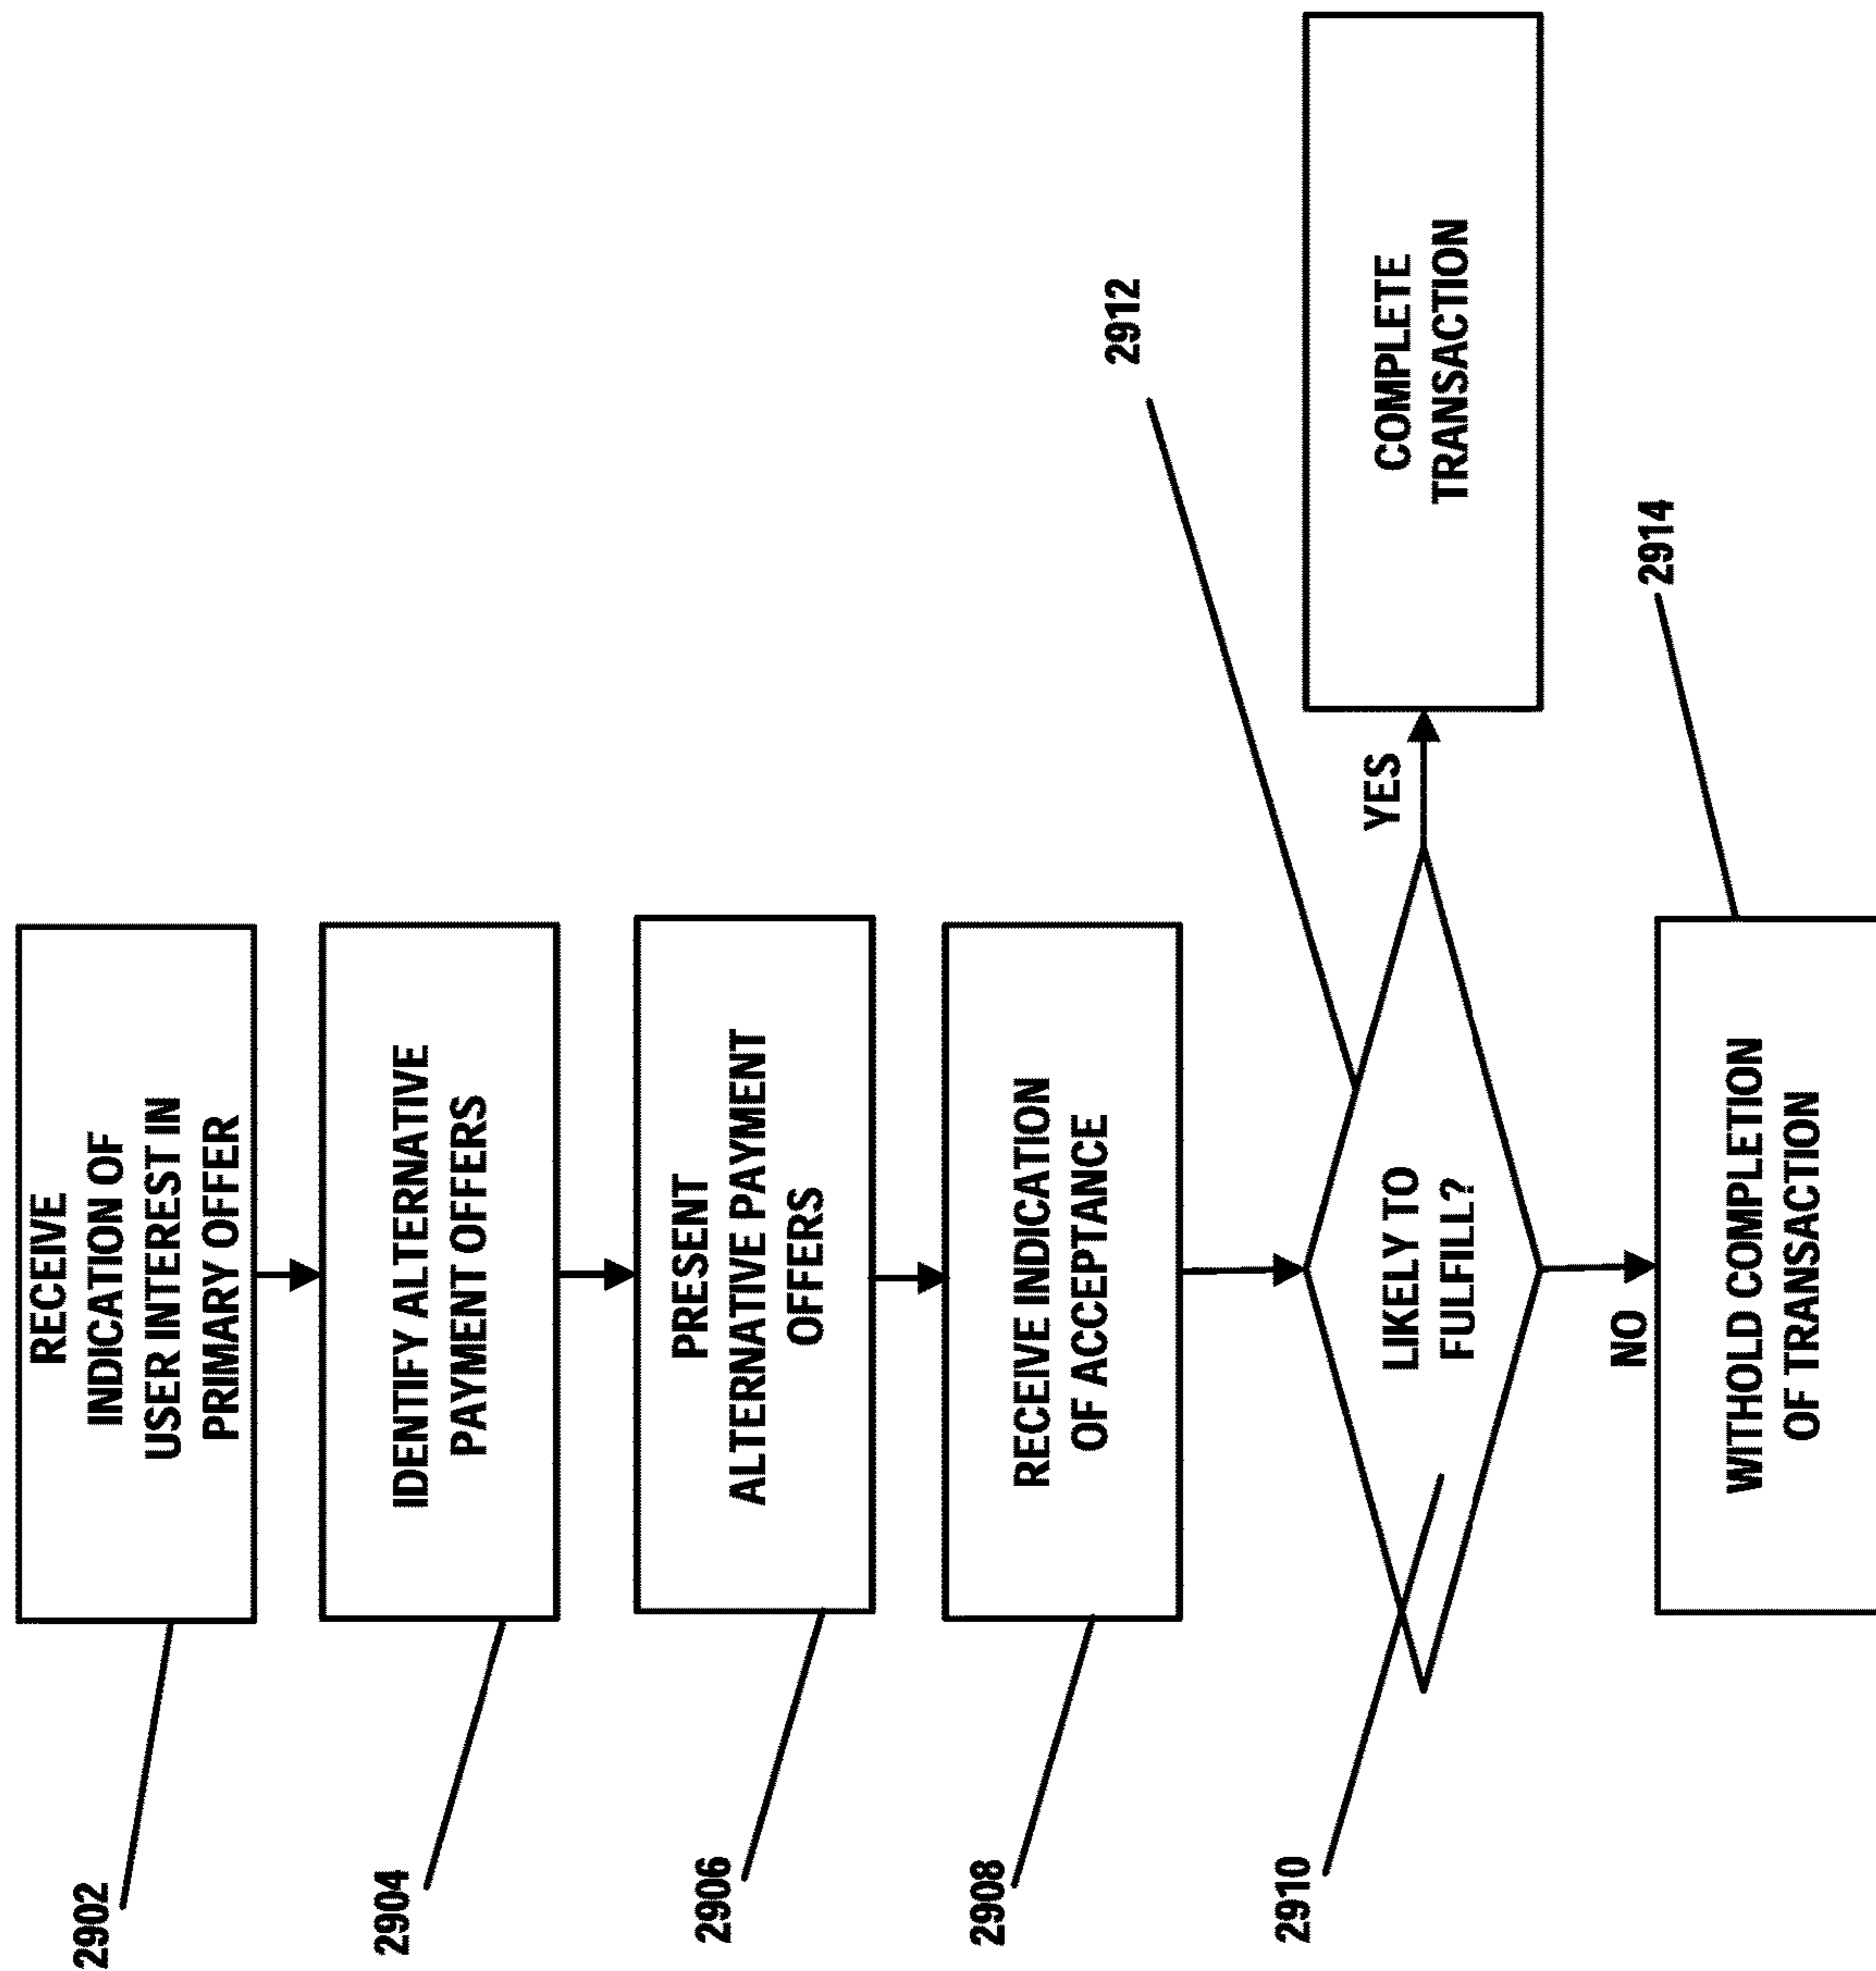 2902
RECEIVE
INDICATION OF
USER INTEREST IN
PRIMARY OFFER
2904
IDENTIFY ALTERNATIVE
PAYMENT OFFERS
2906
PRESENT
ALTERNATIVE PAYMENT
OFFERS
2908
RECEIVE INDICATION
OF ACCEPTANCE
2910
LIKELY TO
FULFILL?
YES
2912
COMPLETE
TRANSACTION
NO
2914
WITHOLD COMPLETION
OF TRANSACTION